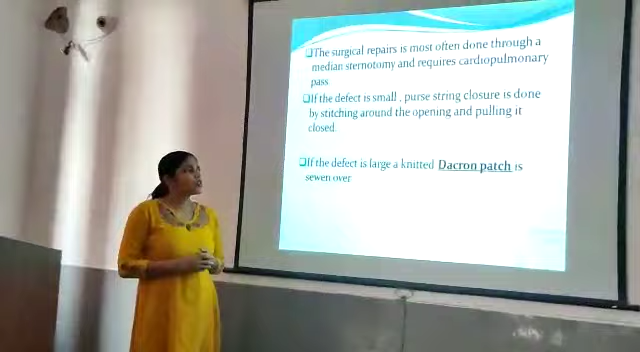 ❑The surgical repairs is most often done through a
median sternotomy and requires cardiopulmonary
pass
❑If the defect is small , purse string closure is done
by stitching around the opening and pulling it
closed.
❑If the defect is large a knitted Dacron patch is
sewen over